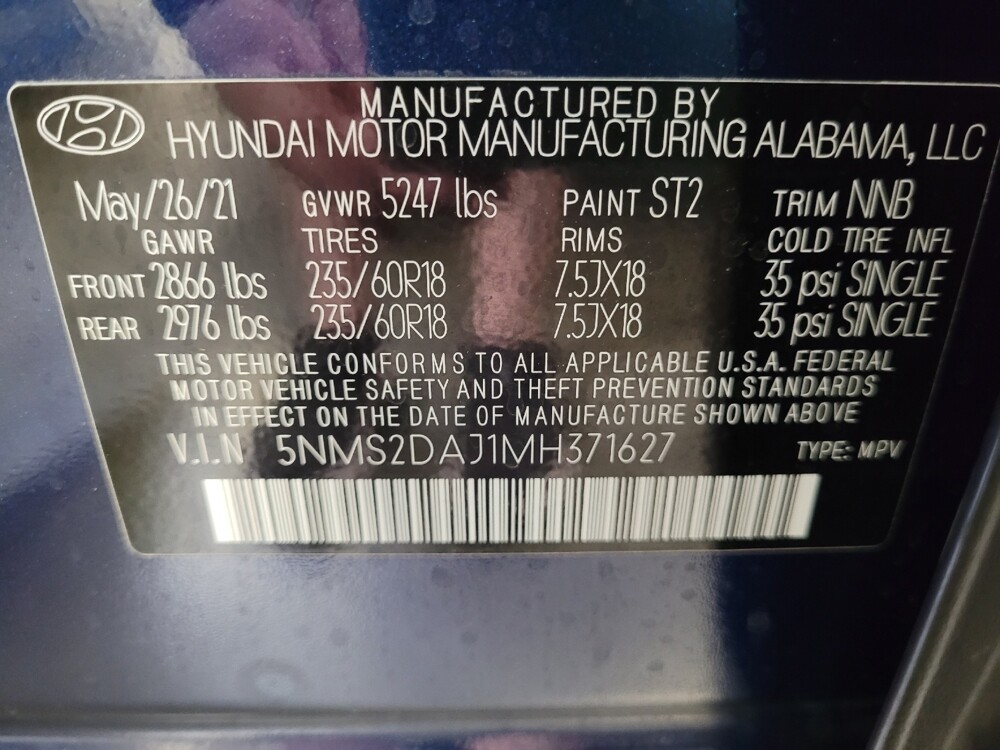 MANUFACTURED BY
HYUNDAI MOTOR MANUFACTURING ALABAMA, LLC
May/26/21 GVWR 5247 lbs PAINT ST2 TRIM NNB
GAWR TIRES RIMS COLD TIRE INFL
FRONT 2866 lbs 235/60R18 7.5JX18 35 psi SINGLE
REAR 2976 lbs 235/60R18 7.5JX18 35 psi SINGLE
THIS VEHICLE CONFORMS TO ALL APPLICABLE U.S.A. FEDERAL
MOTOR VEHICLE SAFETY AND THEFT PREVENTION STANDARDS
IN EFFECT ON THE DATE OF MANUFACTURE SHOWN ABOVE
V.I.N 5NMS2DAJ1MH371627 TYPE: MPV